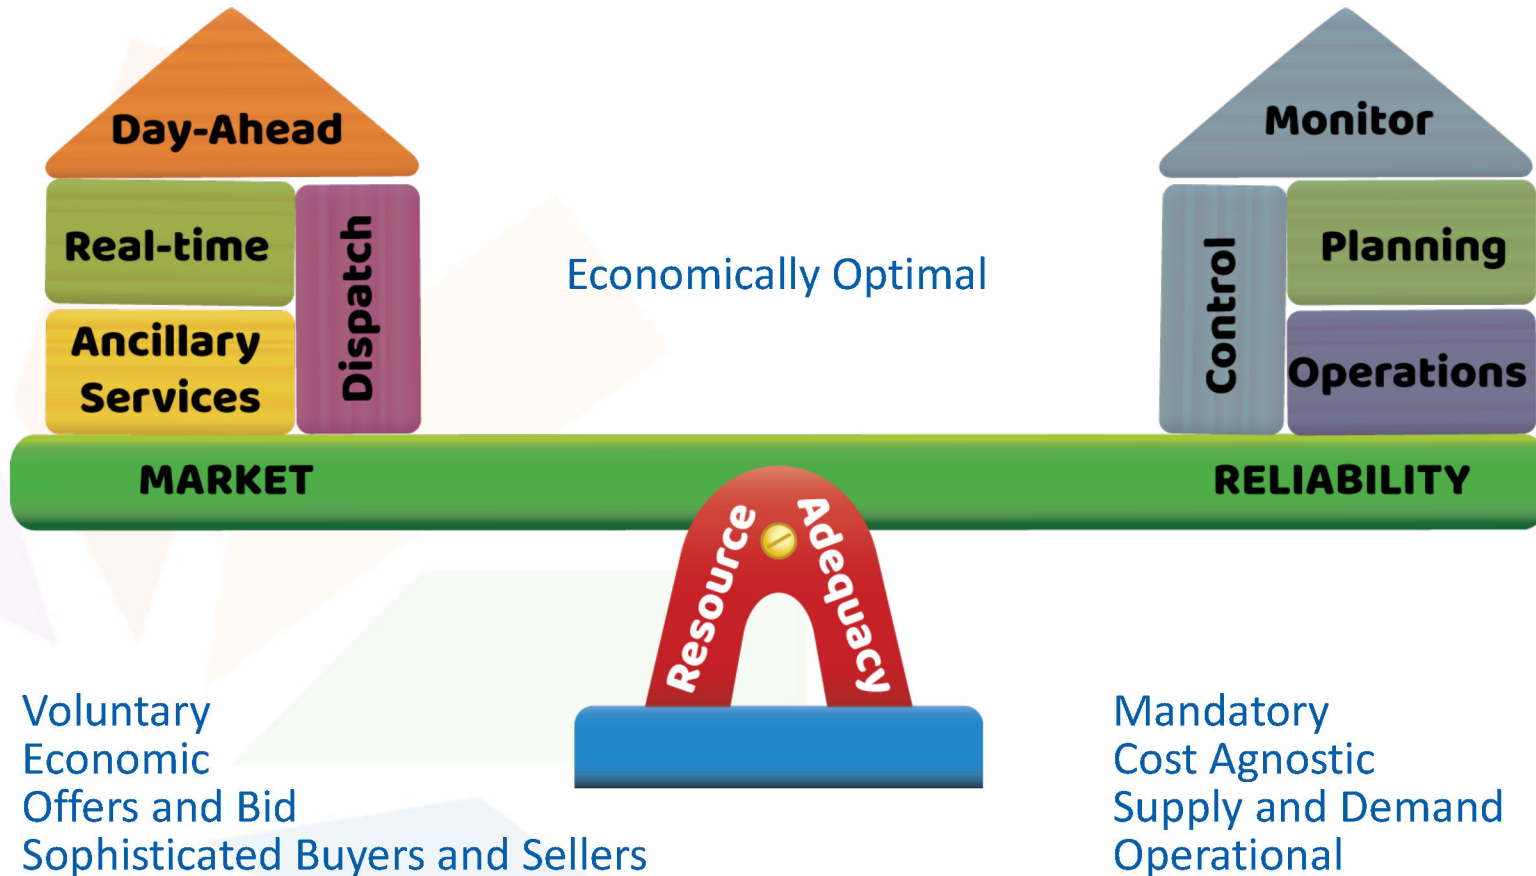 Day-Ahead
Real-time
Dispatch
Ancillary
Services
MARKET
Economically Optimal
Monitor
Control
Planning
Operations
RELIABILITY
Resource
Adequacy
Voluntary
Economic
Offers and Bid
Sophisticated Buyers and Sellers
Mandatory
Cost Agnostic
Supply and Demand
Operational